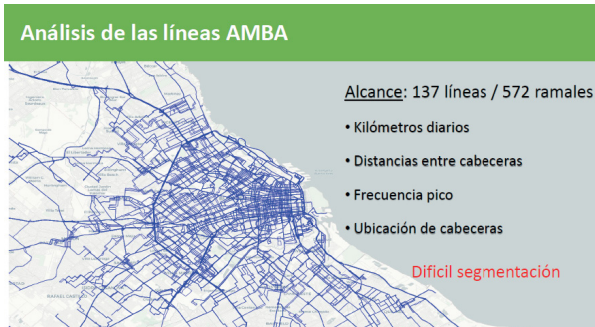 Análisis de las líneas AMBA
Alcance: 137 líneas / 572 ramales
• Kilómetros diarios
• Distancias entre cabeceras
• Frecuencia pico
• Ubicación de cabeceras
Dificil segmentación